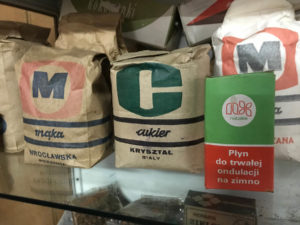 M
mąka
WROCŁAWSKA
C
cukier
KRYSZTAŁ
BIAŁY
M
Płyn
do trwałej
ondulacji
na zimno